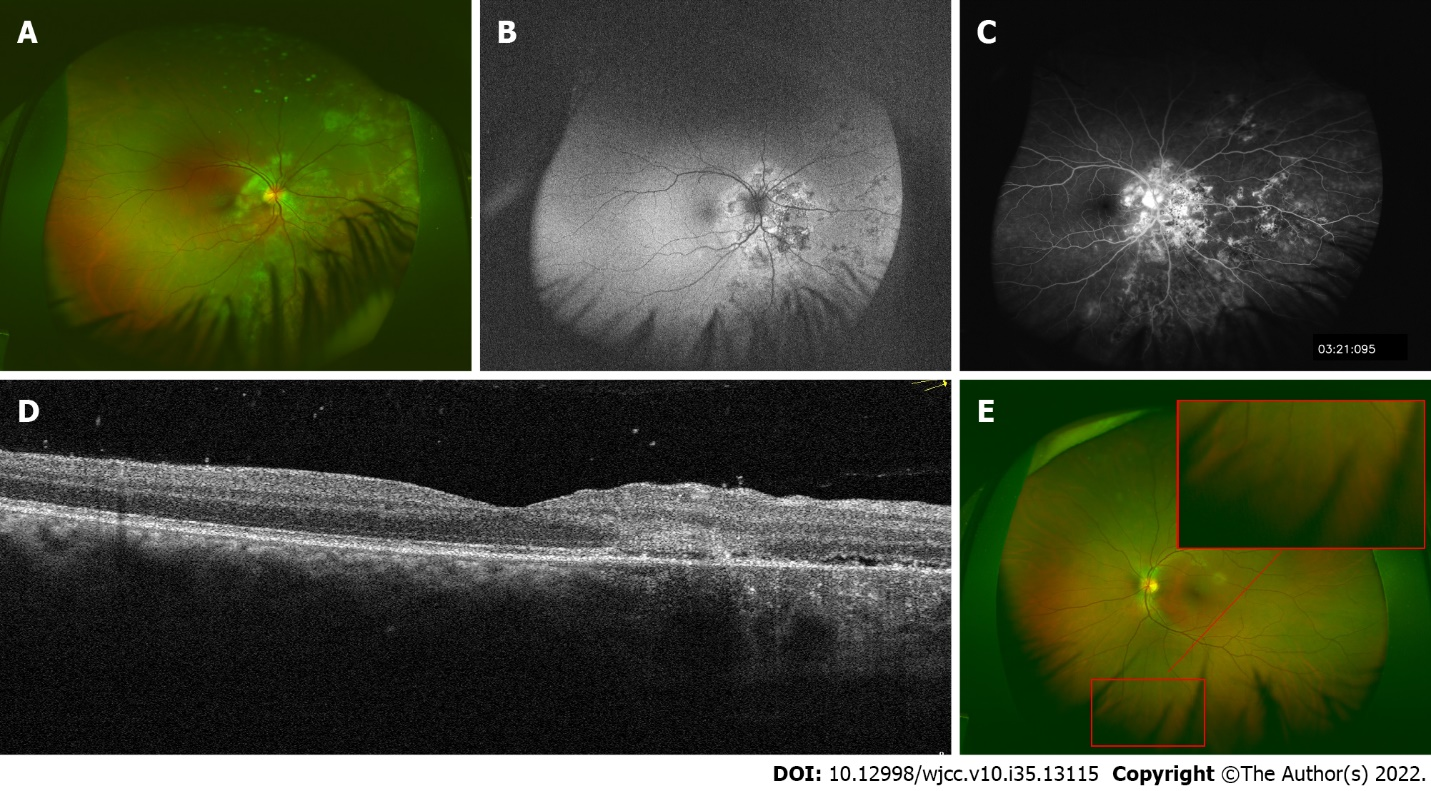 A
B
C
03:21:095
D
E
DOI: 10.12998/wjcc.v10.i35.13115 Copyright ©The Author(s) 2022.